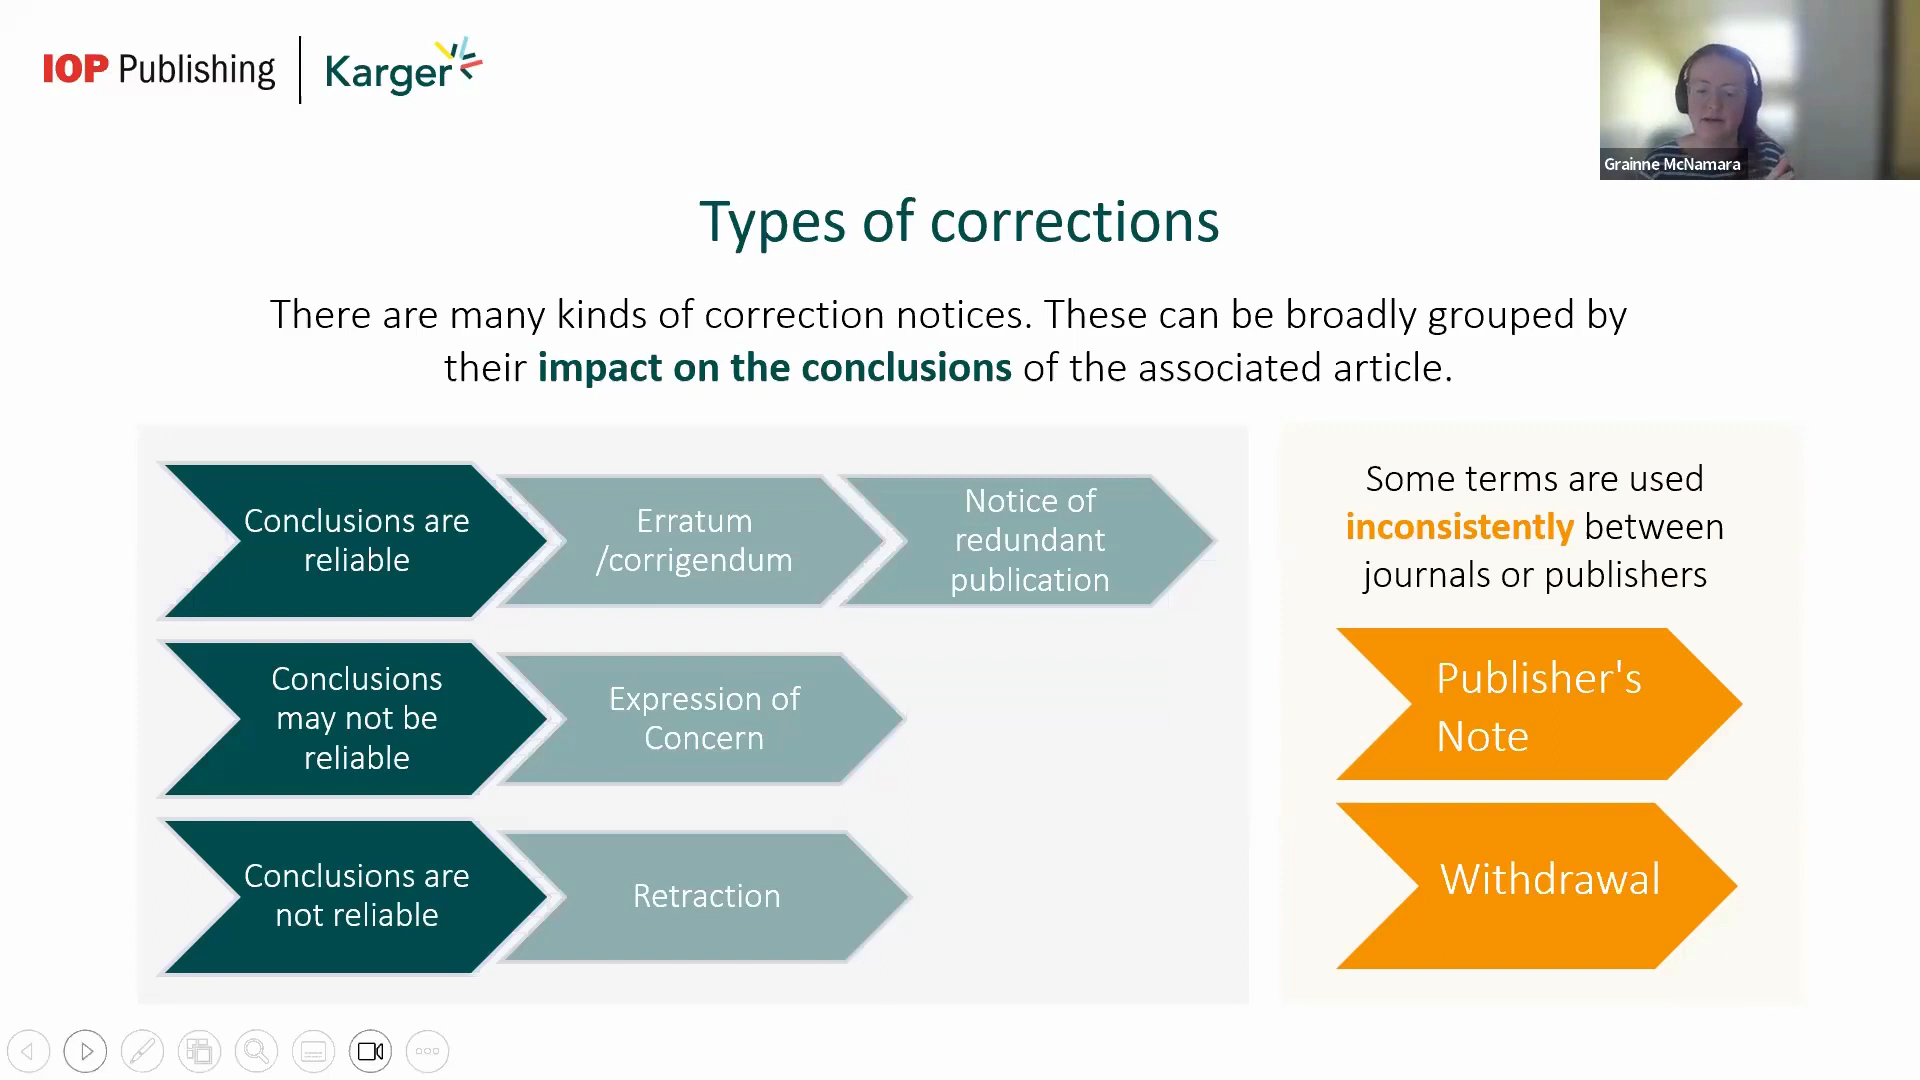 IOP Publishing
Karger
Grainne McNamara
Types of corrections
There are many kinds of correction notices. These can be broadly grouped by
their impact on the conclusions of the associated article.
Conclusions are
reliable
Erratum
/corrigendum
Notice of
redundant
publication
Conclusions
may not be
reliable
Expression of
Concern
Conclusions are
not reliable
Retraction
Some terms are used
inconsistently between
journals or publishers
Publisher's
Note
Withdrawal